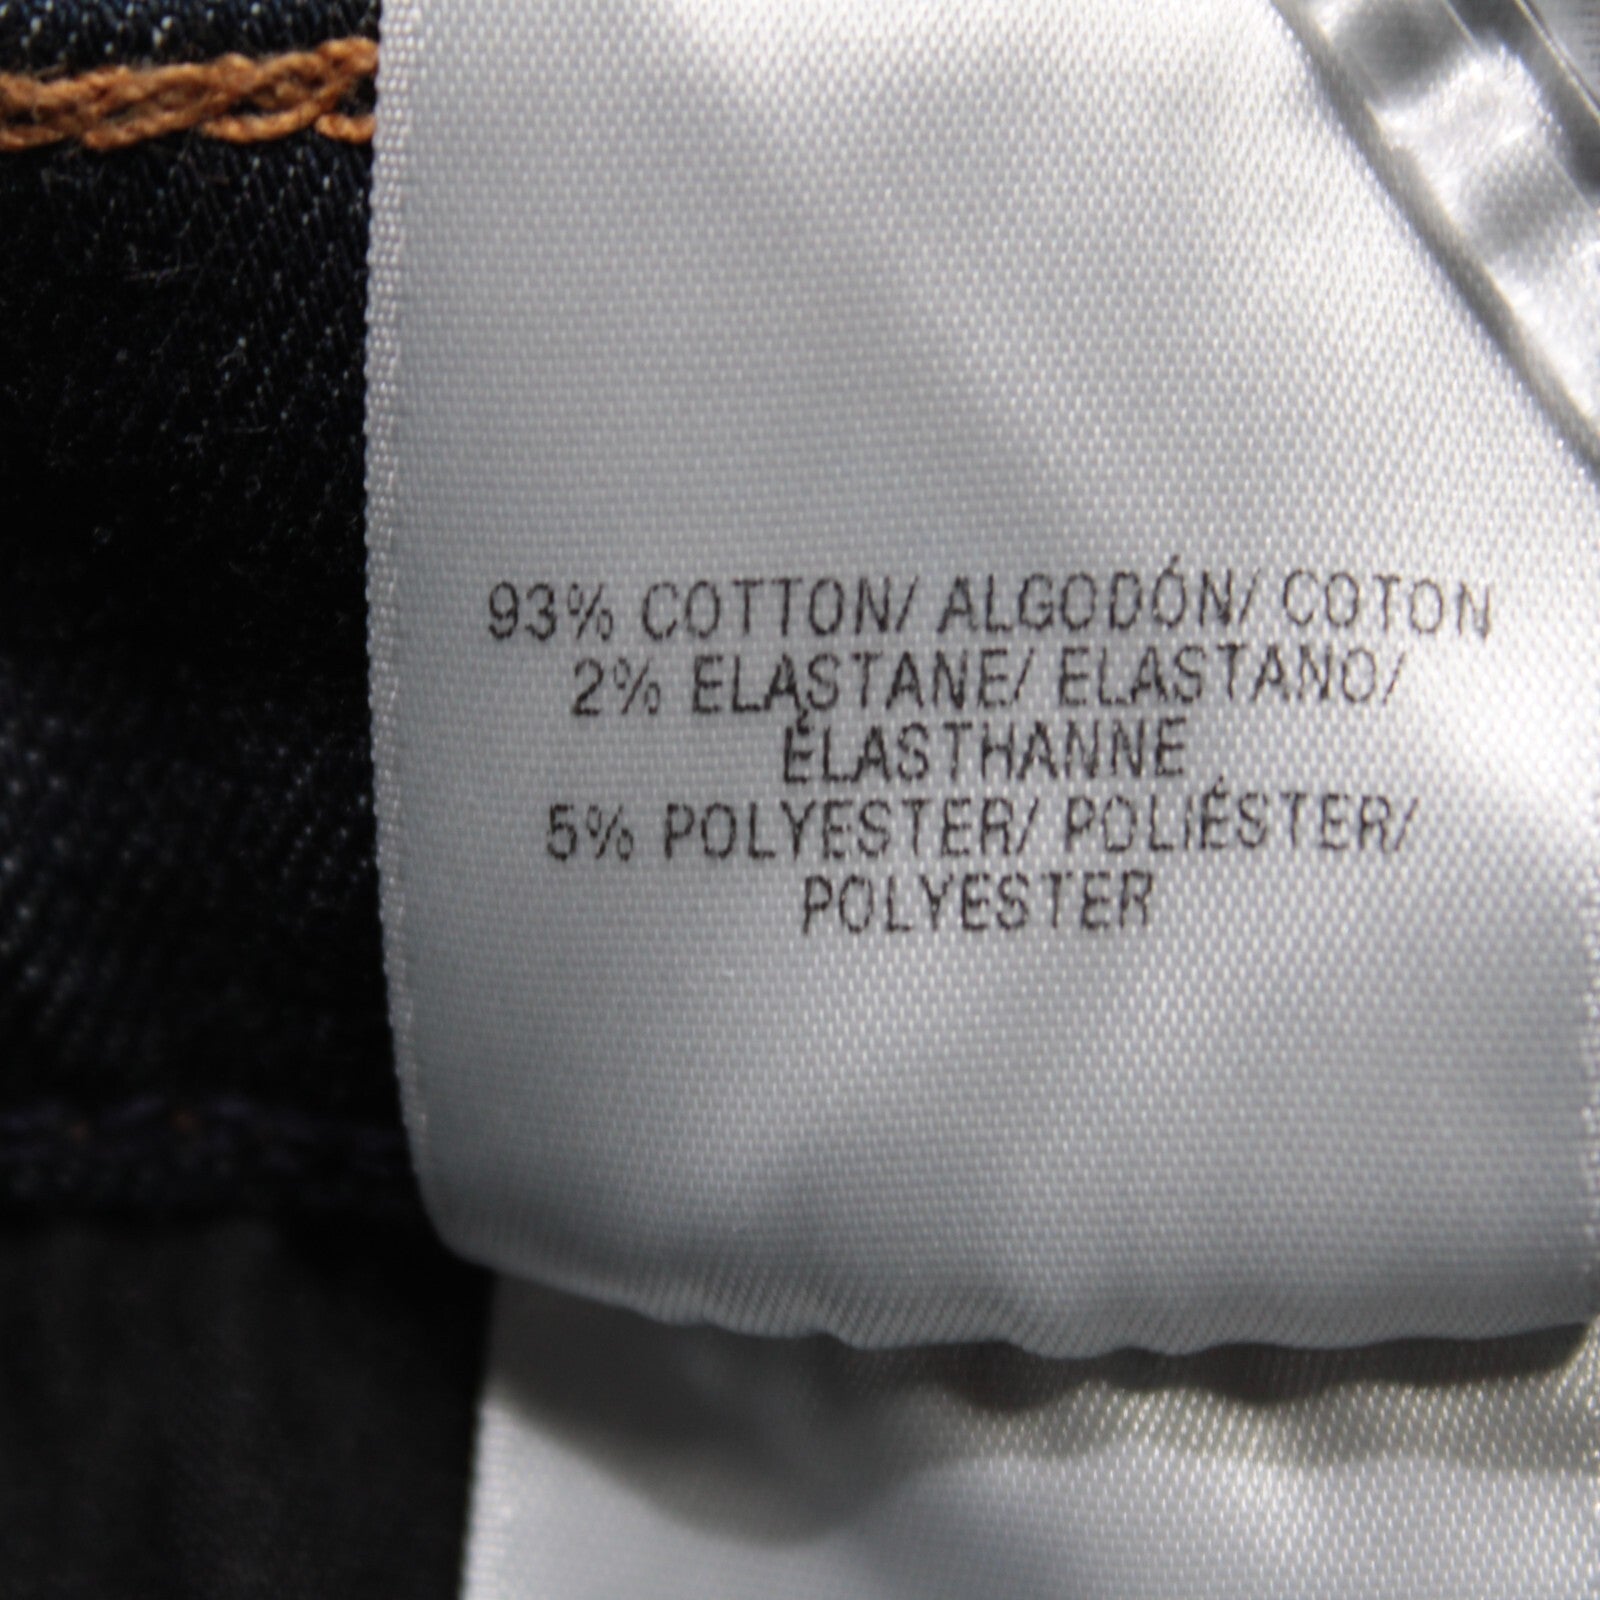 93% COTTON/ ALGODÓN/ COTON
2% ELASTANE/ ELASTANO/
ÉLASTHANNE
5% POLYESTER/ POLIÉSTER/
POLYESTER